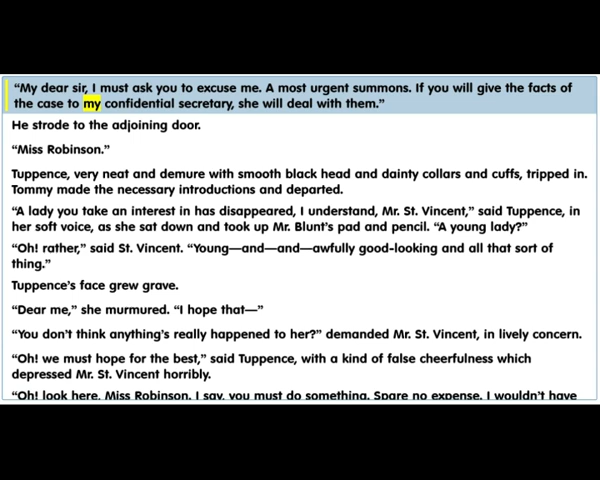 “My dear sir, I must ask you to excuse me. A most urgent summons. If you will give the facts of
the case to my confidential secretary, she will deal with them.”
He strode to the adjoining door.
“Miss Robinson.”
Tuppence, very neat and demure with smooth black head and dainty collars and cuffs, tripped in.
Tommy made the necessary introductions and departed.
“A lady you take an interest in has disappeared, I understand, Mr. St. Vincent,” said Tuppence, in
her soft voice, as she sat down and took up Mr. Blunt’s pad and pencil. “A young lady?”
“Oh! rather,” said St. Vincent. “Young—and—and—awfully good-looking and all that sort of
thing.”
Tuppence’s face grew grave.
“Dear me,” she murmured. “I hope that—”
“You don’t think anything’s really happened to her?” demanded Mr. St. Vincent, in lively concern.
“Oh! we must hope for the best,” said Tuppence, with a kind of false cheerfulness which
depressed Mr. St. Vincent horribly.
“Oh! look here, Miss Robinson. I say, you must do something. Spare no expense. I wouldn’t have